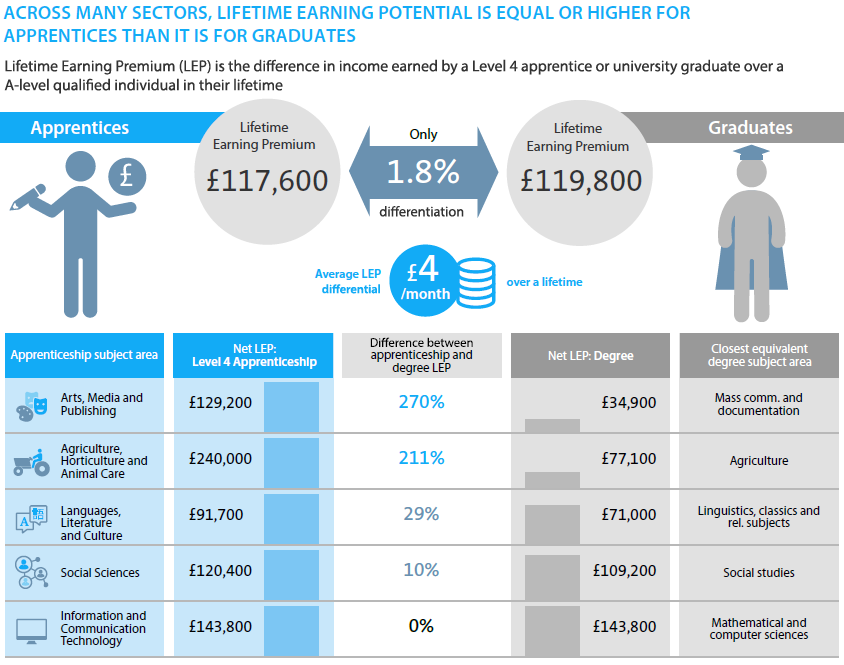 ACROSS MANY SECTORS, LIFETIME EARNING POTENTIAL IS EQUAL OR HIGHER FOR
APPRENTICES THAN IT IS FOR GRADUATES
Lifetime Earning Premium (LEP) is the difference in income earned by a Level 4 apprentice or university graduate over a
A-level qualified individual in their lifetime
Apprentices
£
Lifetime
Earning Premium
£117,600
Only
1.8%
differentiation
Lifetime
Earning Premium
£119,800
Graduates
Average LEP
differential
£4
/month
over a lifetime
Apprenticeship subject area
Net LEP:
Level 4 Apprenticeship
Difference between
apprenticeship and
degree LEP
Net LEP: Degree
Closest equivalent
degree subject area
Arts, Media and
Publishing
£129,200
270%
£34,900
Mass comm. and
documentation
Agriculture,
Horticulture and
Animal Care
£240,000
211%
£77,100
Agriculture
A
Languages,
Literature
and Culture
£91,700
29%
£71,000
Linguistics, classics and
rel. subjects
Social Sciences
£120,400
10%
£109,200
Social studies
Information and
Communication
Technology
£143,800
0%
£143,800
Mathematical and
computer sciences